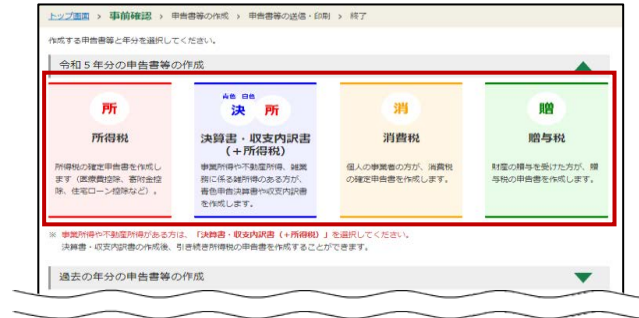 トップ画面 > 事前確認 > 申告書等の作成 > 申告書等の送信・印刷 > 終了
作成する申告書等と年分を選択してください。
令和5年分の申告書等の作成
所
所得税
所得税の確定申告書を作成し
ます（医療費控除、寄附金控
除、住宅ローン控除など）。
青色 白色
決 所
決算書・収支内訳書
（+所得税）
事業所得や不動産所得、雑業
務に係る雑所得のある方が、
青色申告決算書や収支内訳書
を作成します。
消
消費税
個人の事業者の方が、消費税
の確定申告書を作成します。
贈
贈与税
財産の贈与を受けた方が、贈
与税の申告書を作成します。
※ 事業所得や不動産所得がある方は、「決算書・収支内訳書（+所得税）」を選択してください。
決算書・収支内訳書の作成後、引き続き所得税の申告書を作成することができます。
過去の年分の申告書等の作成